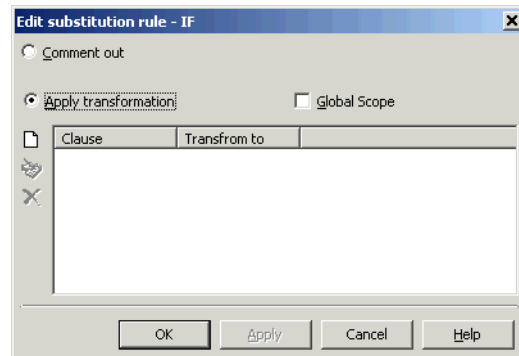 Edit substitution rule - IF
Comment out
Apply transformation Global Scope
Clause Transfrom to
OK Apply Cancel Help